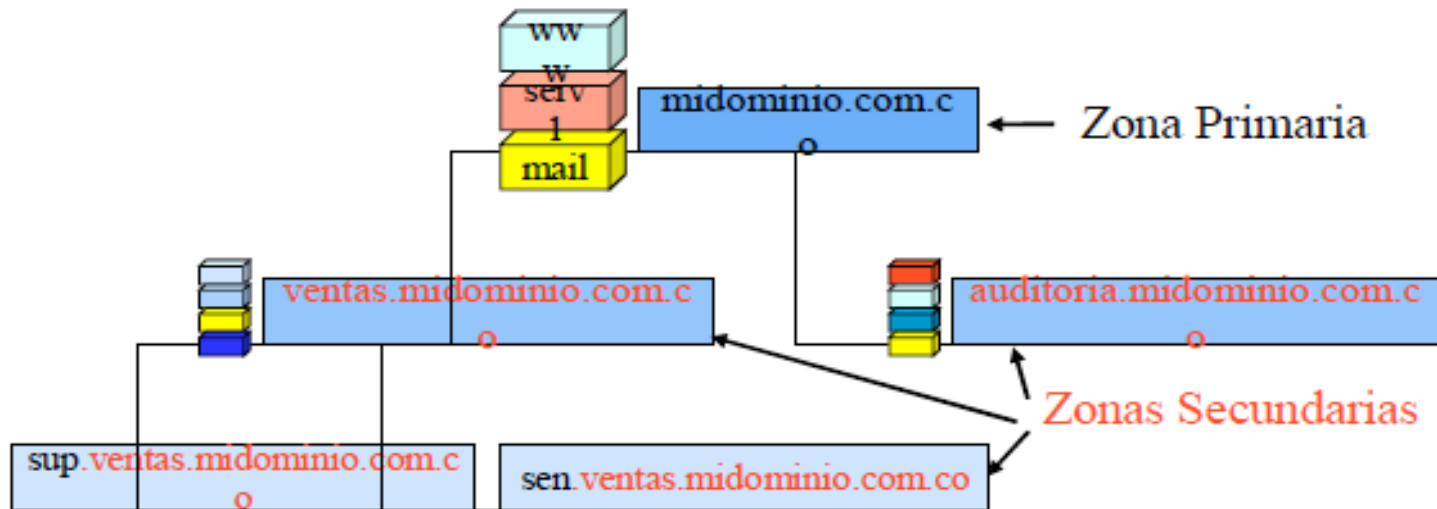 ww
w
serv
1
mail
midominio.com.c
o
Zona Primaria
ventas.midominio.com.c
o
auditoria.midominio.com.c
o
Zonas Secundarias
sup.ventas.midominio.com.c
o
sen.ventas.midominio.com.co